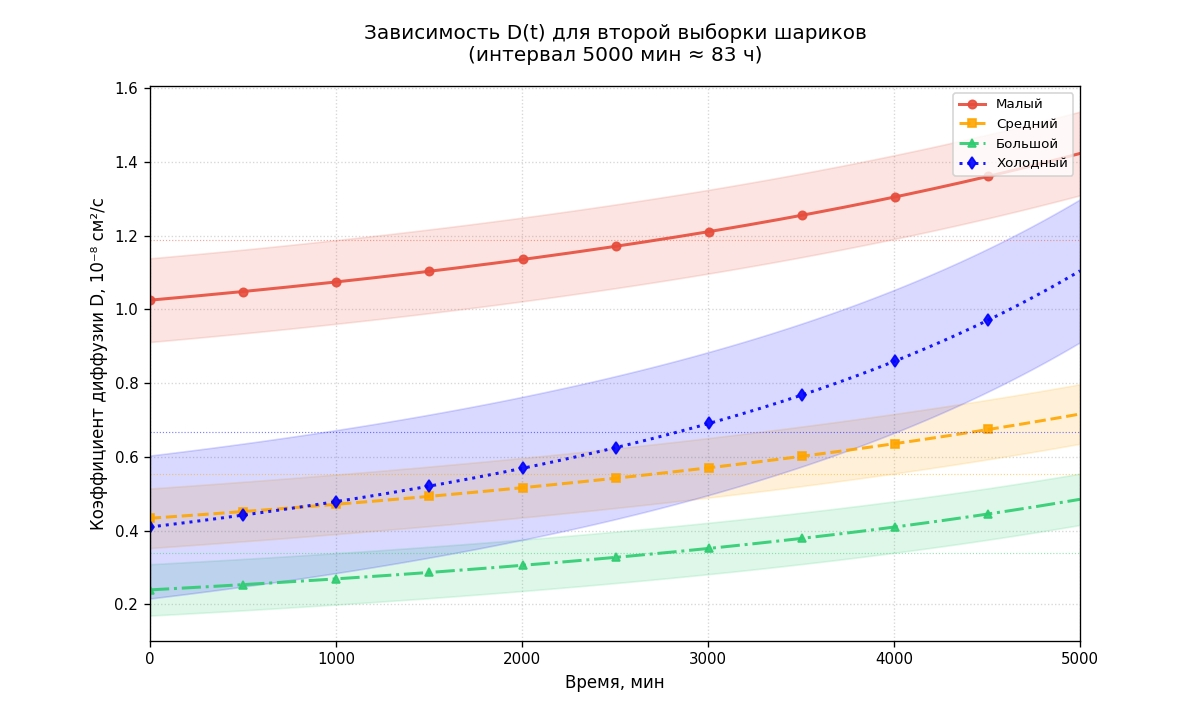 Зависимость D(t) для второй выборки шариков
(интервал 5000 мин ≈ 83 ч)
Коэффициент диффузии D, 10⁻⁸ см²/с
1.6
1.4
1.2
1.0
0.8
0.6
0.4
0.2
Малый
Средний
Большой
Холодный
0 1000 2000 3000 4000 5000
Время, мин